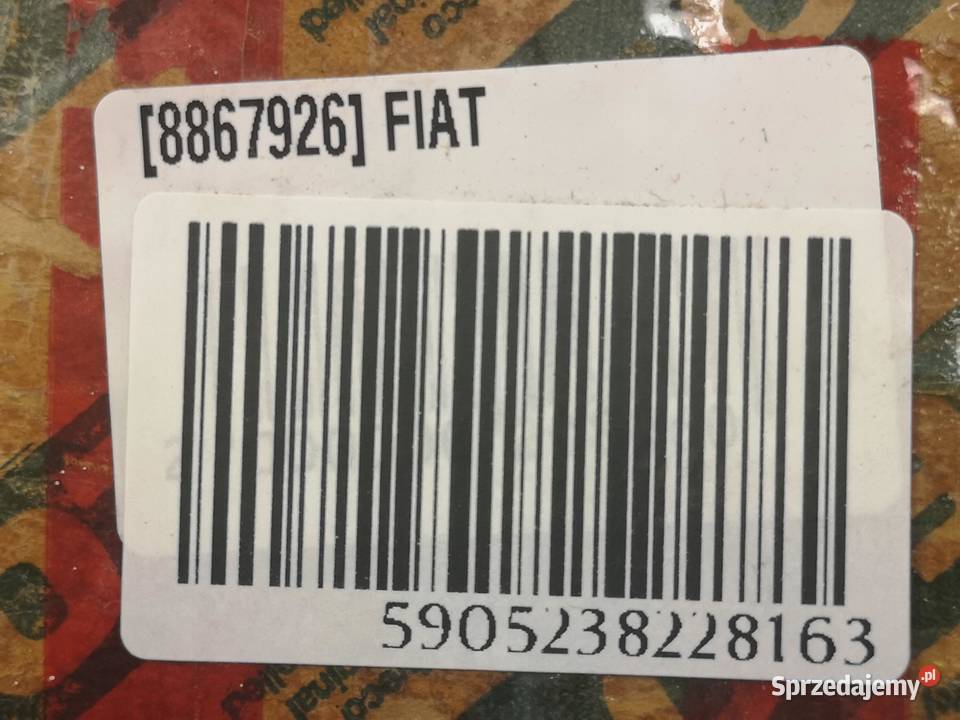 [8867926] FIAT
5905238228163
Sprzedajemy.pl